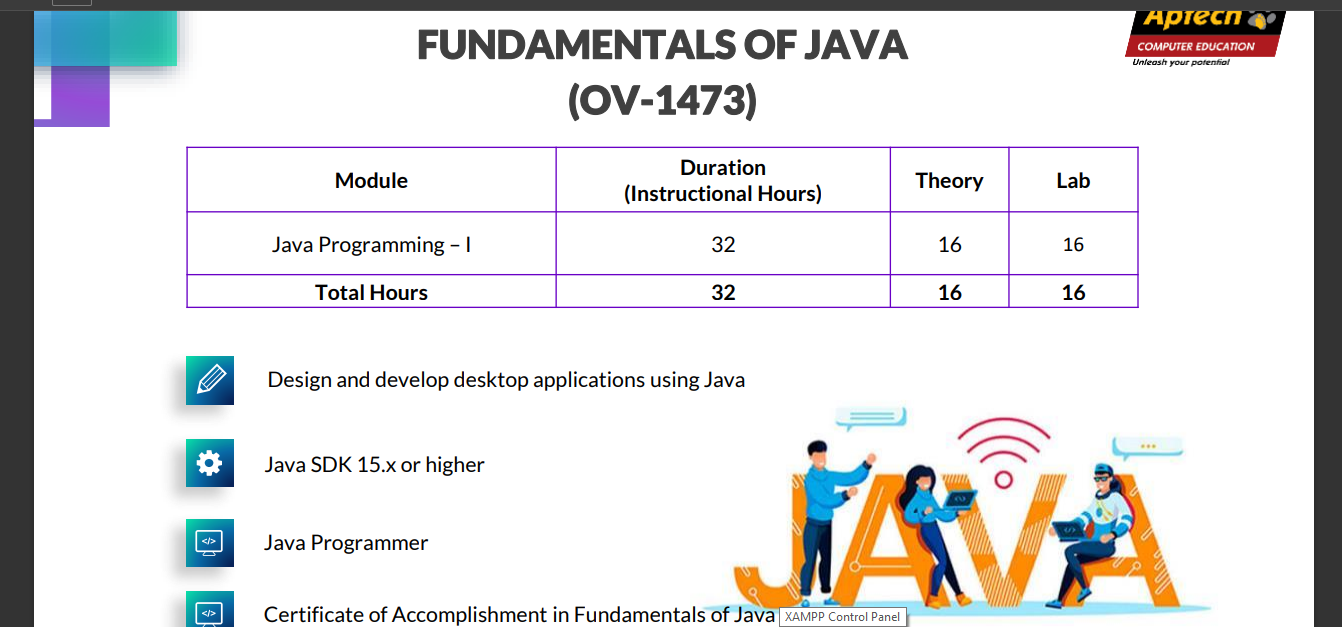 Aptech
COMPUTER EDUCATION
Unleash your potential
FUNDAMENTALS OF JAVA
(OV-1473)
Module Duration (Instructional Hours) Theory Lab
Java Programming – I 32 16 16
Total Hours 32 16 16
Design and develop desktop applications using Java
Java SDK 15.x or higher
Java Programmer
Certificate of Accomplishment in Fundamentals of Java
XAMPP Control Panel
JAVA